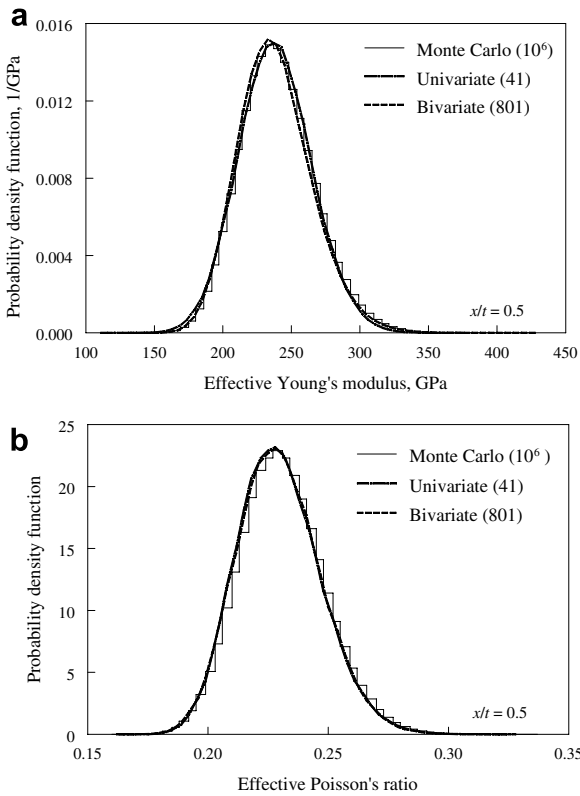 a
Probability density function, 1/GPa
0.016
0.012
0.008
0.004
0.000
Monte Carlo (10⁶)
Univariate (41)
Bivariate (801)
x/t = 0.5
100 150 200 250 300 350 400 450
Effective Young's modulus, GPa
b
Probability density function
25
20
15
10
5
0
Monte Carlo (10⁶ )
Univariate (41)
Bivariate (801)
x/t = 0.5
0.15 0.20 0.25 0.30 0.35
Effective Poisson's ratio